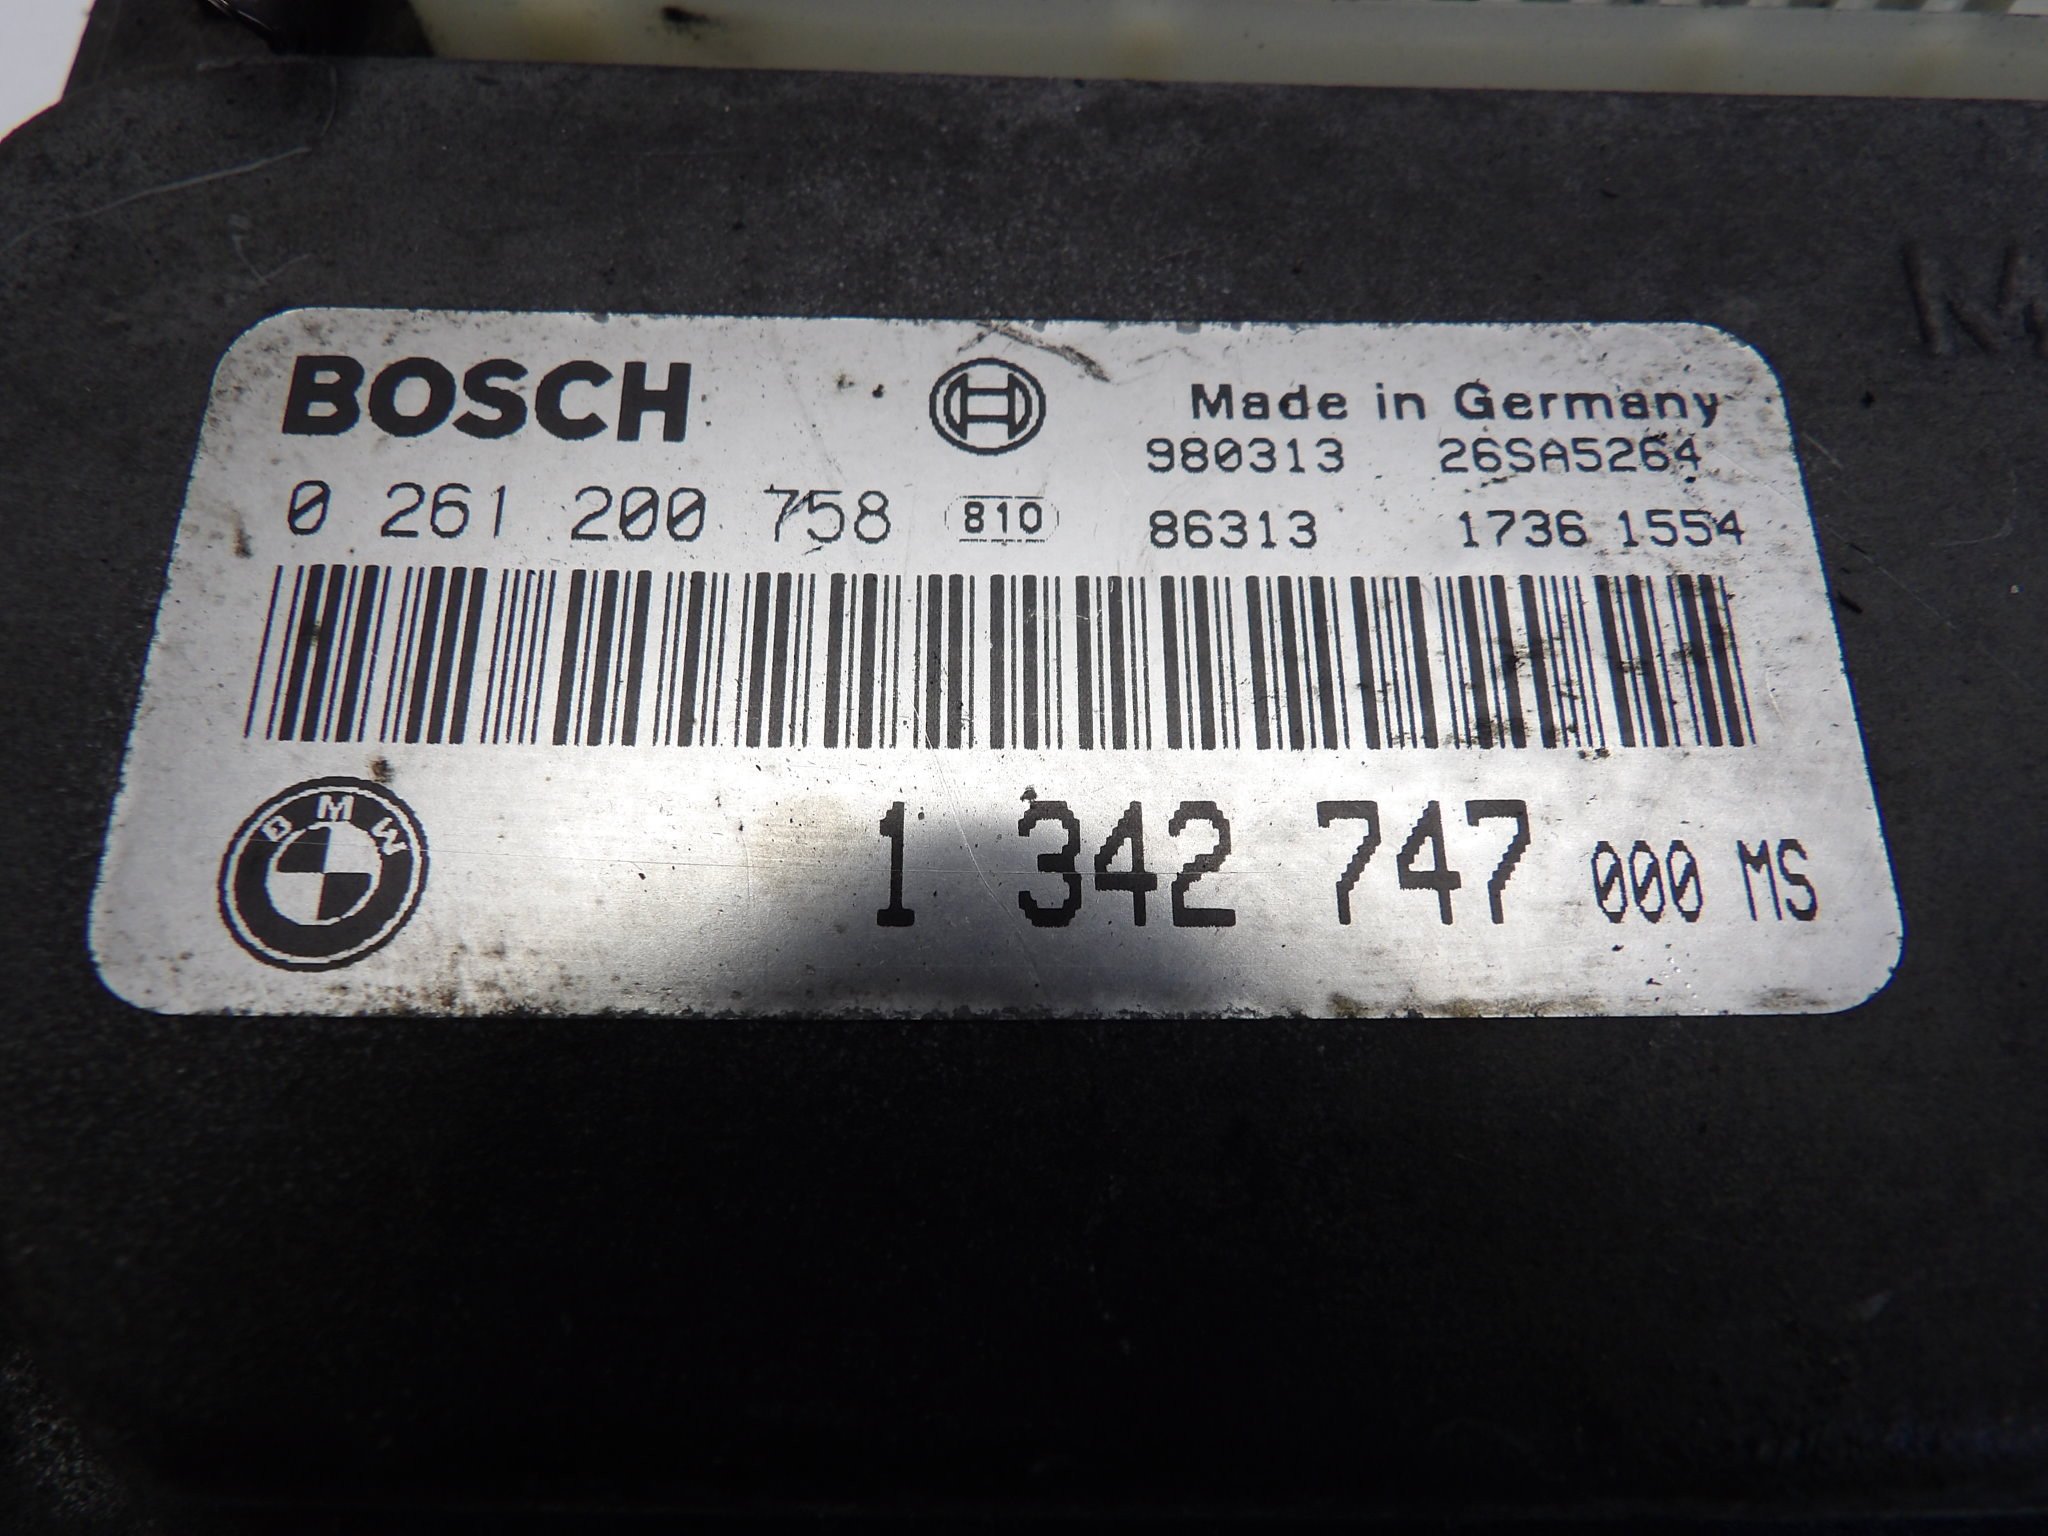 BOSCH
Made in Germany
980313 26SA5264
0 261 200 758 810 86313 1736 1554
BMW
1 342 747 000 MS